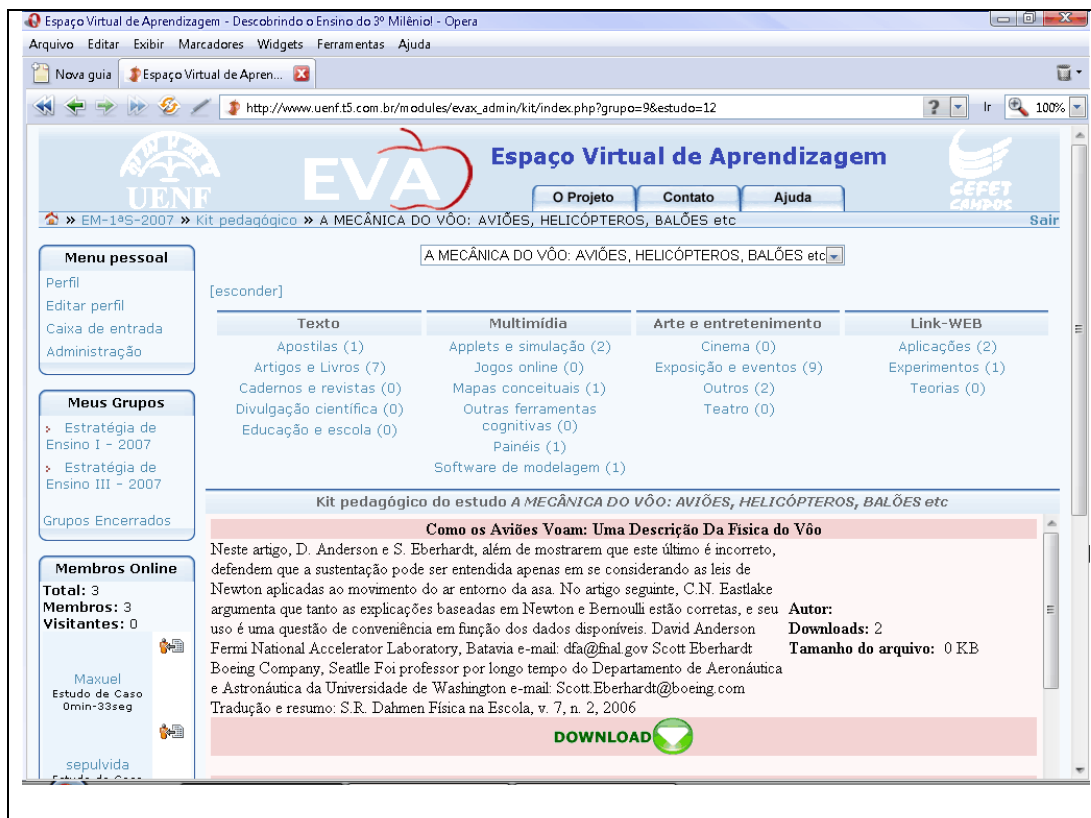 Espaço Virtual de Aprendizagem - Descobrindo o Ensino do 3º Milênio! - Opera
Arquivo Editar Exibir Marcadores Widgets Ferramentas Ajuda
Nova guia Espaço Virtual de Apren...
http://www.uenf.t5.com.br/modules/evax_admin/kit/index.php?grupo=9&estudo=12 ? Ir 100%
UENF
EVA
Espaço Virtual de Aprendizagem
CEFET
CAMPOS
O Projeto Contato Ajuda
» EM-1ªS-2007 » Kit pedagógico » A MECÂNICA DO VÔO: AVIÕES, HELICÓPTEROS, BALÕES etc Sair
A MECÂNICA DO VÔO: AVIÕES, HELICÓPTEROS, BALÕES etc
[esconder]
Menu pessoal
Perfil
Editar perfil
Caixa de entrada
Administração
Meus Grupos
Estratégia de
Ensino I - 2007
Estratégia de
Ensino III - 2007
Grupos Encerrados
Membros Online
Total: 3
Membros: 3
Visitantes: 0
Maxuel
Estudo de Caso
0min-33seg
sepulvida
Estudo de Caso
Texto
Apostilas (1)
Artigos e Livros (7)
Cadernos e revistas (0)
Divulgação científica (0)
Educação e escola (0)
Multimídia
Applets e simulação (2)
Jogos online (0)
Mapas conceituais (1)
Outras ferramentas
cognitivas (0)
Painéis (1)
Software de modelagem (1)
Arte e entretenimento
Cinema (0)
Exposição e eventos (9)
Outros (2)
Teatro (0)
Link-WEB
Aplicações (2)
Experimentos (1)
Teorias (0)
Kit pedagógico do estudo A MECÂNICA DO VÔO: AVIÕES, HELICÓPTEROS, BALÕES etc
Como os Aviões Voam: Uma Descrição Da Física do Vôo
Neste artigo, D. Anderson e S. Eberhardt, além de mostrarem que este último é incorreto,
defendem que a sustentação pode ser entendida apenas em se considerando as leis de
Newton aplicadas ao movimento do ar entorno da asa. No artigo seguinte, C.N. Eastlake
argumenta que tanto as explicações baseadas em Newton e Bernoulli estão corretas, e seu
uso é uma questão de conveniência em função dos dados disponíveis. David Anderson
Fermi National Accelerator Laboratory, Batavia e-mail: dfa@fnal.gov Scott Eberhardt
Boeing Company, Seatlle Foi professor por longo tempo do Departamento de Aeronáutica
e Astronáutica da Universidade de Washington e-mail: Scott.Eberhardt@boeing.com
Tradução e resumo: S.R. Dahmen Física na Escola, v. 7, n. 2, 2006
Autor:
Downloads: 2
Tamanho do arquivo: 0 KB
DOWNLOAD